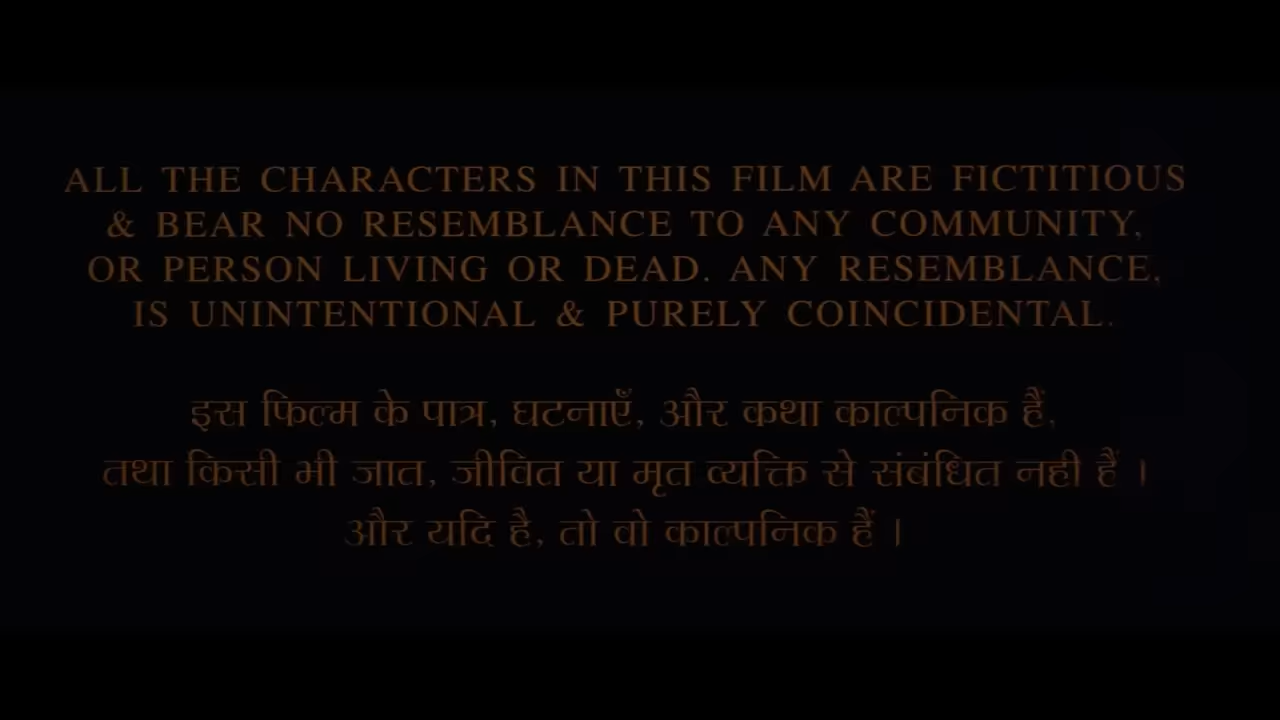 ALL THE CHARACTERS IN THIS FILM ARE FICTITIOUS
& BEAR NO RESEMBLANCE TO ANY COMMUNITY,
OR PERSON LIVING OR DEAD. ANY RESEMBLANCE,
IS UNINTENTIONAL & PURELY COINCIDENTAL.
इस फिल्म के पात्र, घटनाएँ, और कथा काल्पनिक हैं,
तथा किसी भी जात, जीवित या मृत व्यक्ति से संबंधित नही हैं ।
और यदि है, तो वो काल्पनिक हैं ।